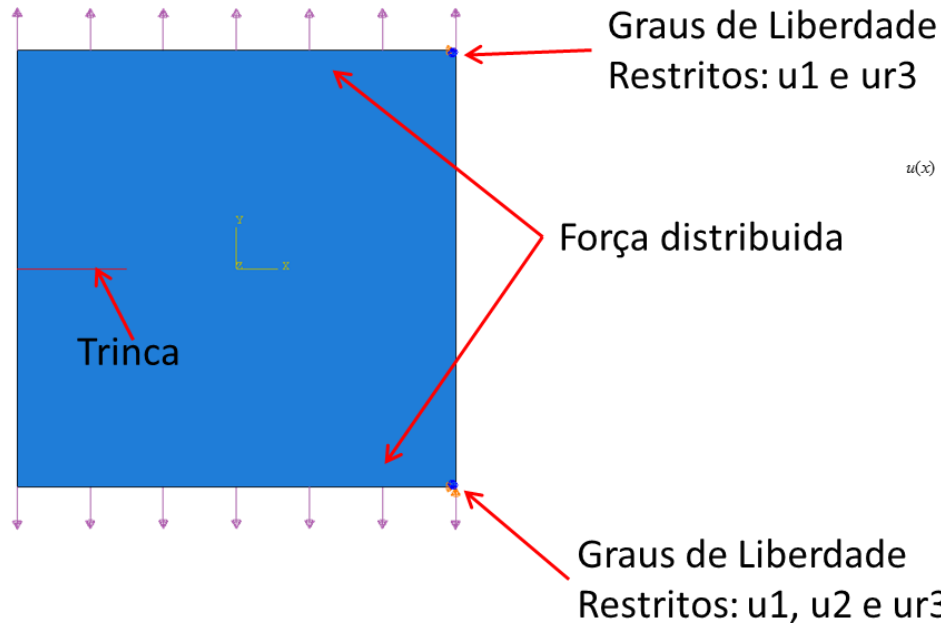 Graus de Liberdade
Restritos: u1 e ur3
u(x)
Força distribuida
Y
Z X
Trinca
Graus de Liberdade
Restritos: u1, u2 e ur3